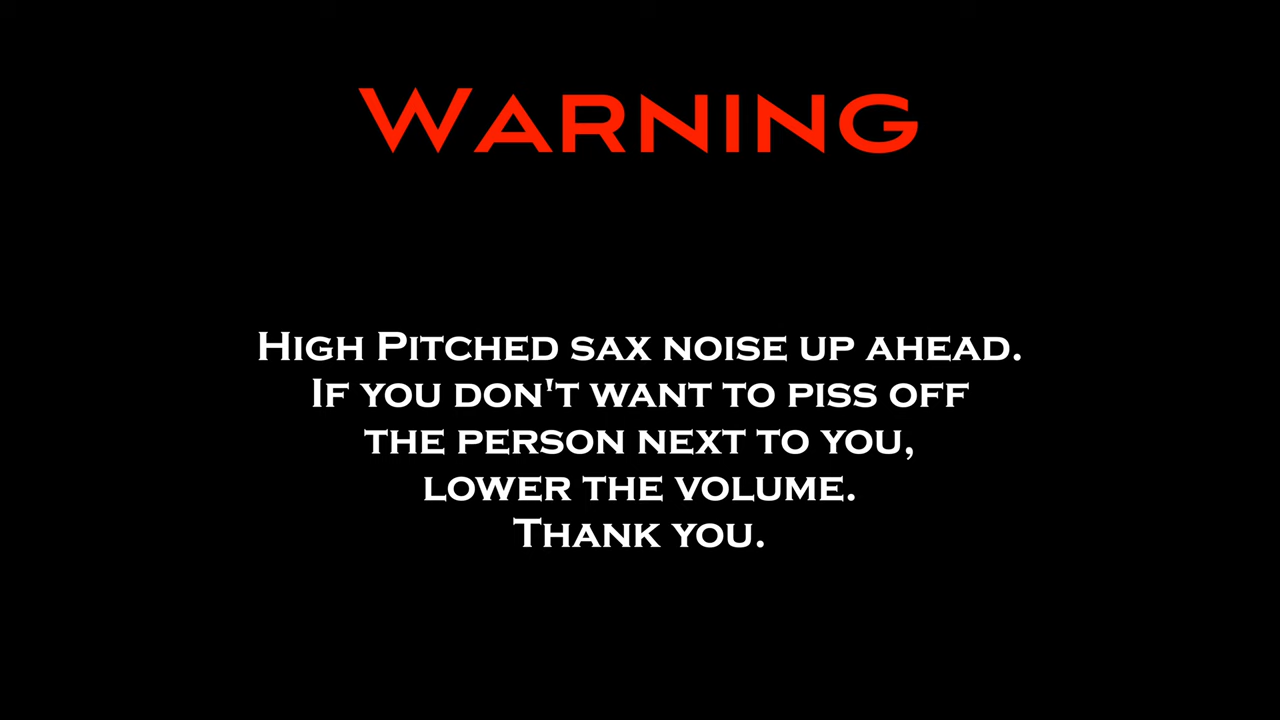 Warning
High Pitched sax noise up ahead.
If you don't want to piss off
the person next to you,
lower the volume.
Thank you.